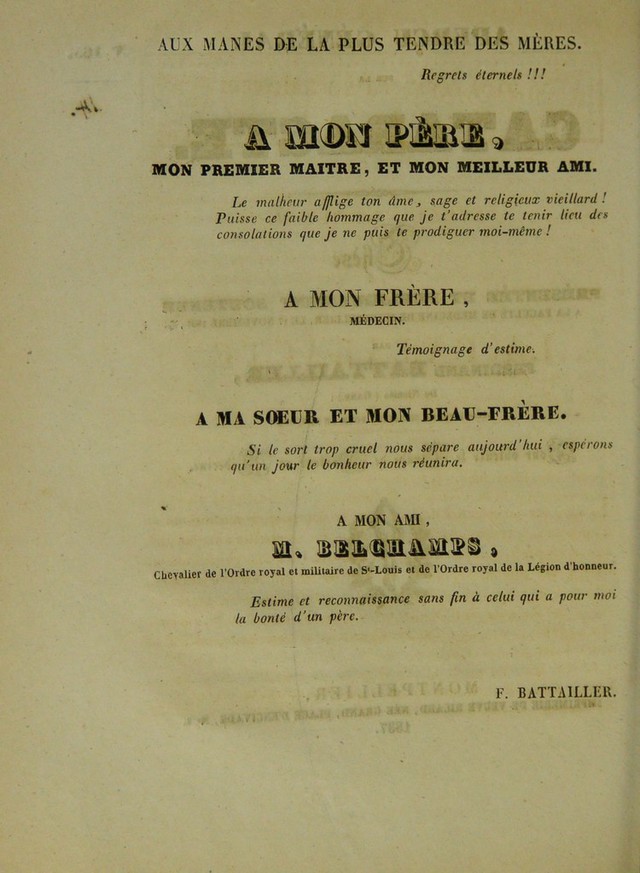 AUX MANES DE LA PLUS TENDRE DES MÈRES.
Regrets éternels !!!
A MON PÈRE,
MON PREMIER MAITRE, ET MON MEILLEUR AMI.
Le malheur afflige ton âme, sage et religieux vieillard !
Puisse ce faible hommage que je t'adresse te tenir lieu des
consolations que je ne puis te prodiguer moi-même !
A MON FRÈRE,
MÉDECIN.
Témoignage d'estime.
A MA SŒUR ET MON BEAU-FRÈRE.
Si le sort trop cruel nous sépare aujourd'hui, espérons
qu'un jour le bonheur nous réunira.
A MON AMI,
M. BELCHAMPS,
Chevalier de l'Ordre royal et militaire de St-Louis et de l'Ordre royal de la Légion d'honneur.
Estime et reconnaissance sans fin à celui qui a pour moi
la bonté d'un père.
F. BATTAILLER.